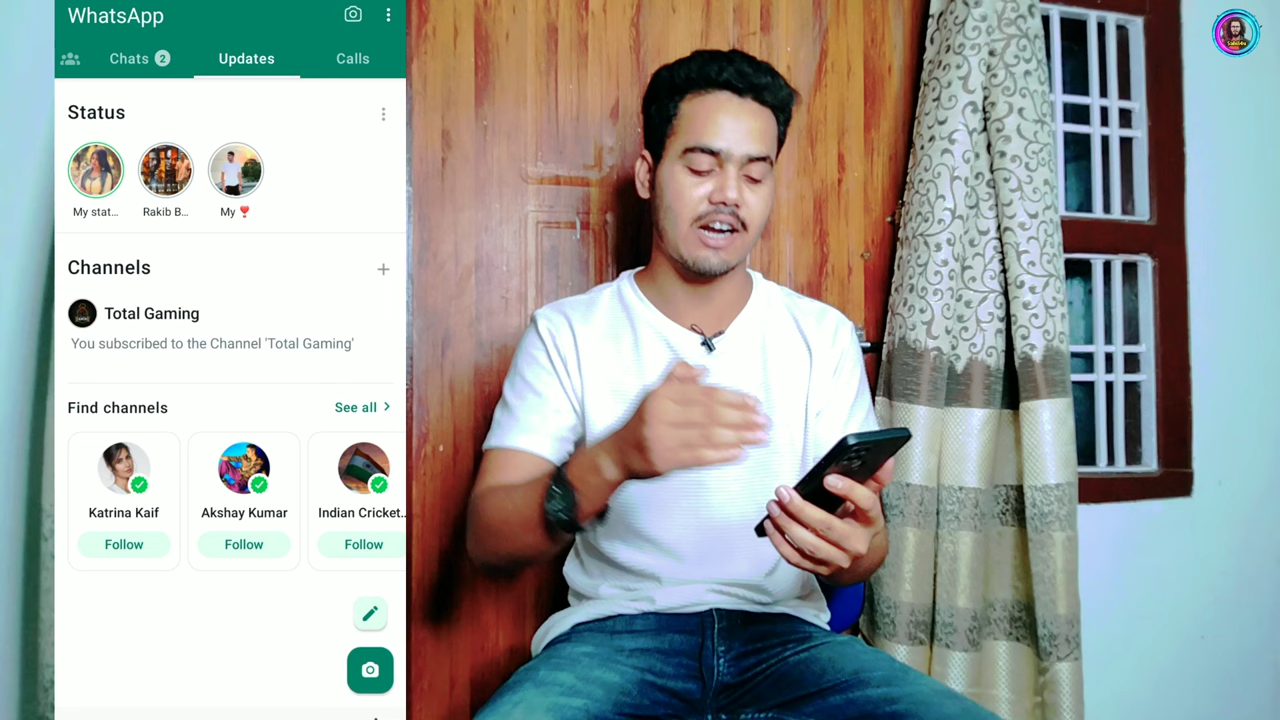 WhatsApp
Chats 2
Updates
Calls
Status
My stat...
Rakib B...
My ❣️
Channels
Total Gaming
You subscribed to the Channel 'Total Gaming'
Find channels
See all
Katrina Kaif
Akshay Kumar
Indian Cricket..
Follow
Follow
Follow